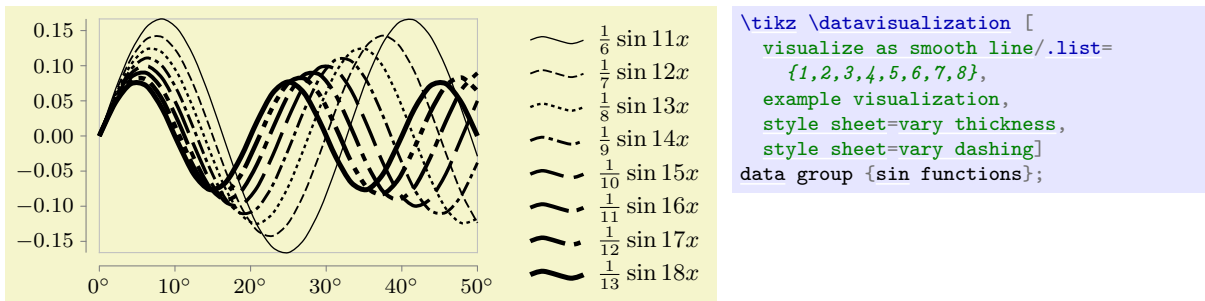 0.15
0.10
0.05
0.00
−0.05
−0.10
−0.15
0° 10° 20° 30° 40° 50°
1/6 sin 11x
1/7 sin 12x
1/8 sin 13x
1/9 sin 14x
1/10 sin 15x
1/11 sin 16x
1/12 sin 17x
1/13 sin 18x
\tikz \datavisualization [
visualize as smooth line/.list=
{1,2,3,4,5,6,7,8},
example visualization,
style sheet=vary thickness,
style sheet=vary dashing]
data group {sin functions};